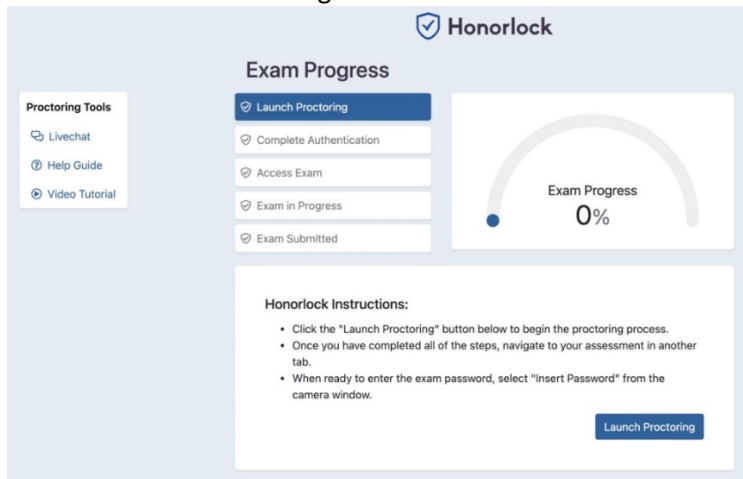 Honorlock
Exam Progress
Proctoring Tools
Livechat
Help Guide
Video Tutorial
Launch Proctoring
Complete Authentication
Access Exam
Exam in Progress
Exam Submitted
Exam Progress
0%
Honorlock Instructions:
• Click the "Launch Proctoring" button below to begin the proctoring process.
• Once you have completed all of the steps, navigate to your assessment in another
tab.
• When ready to enter the exam password, select "Insert Password" from the
camera window.
Launch Proctoring